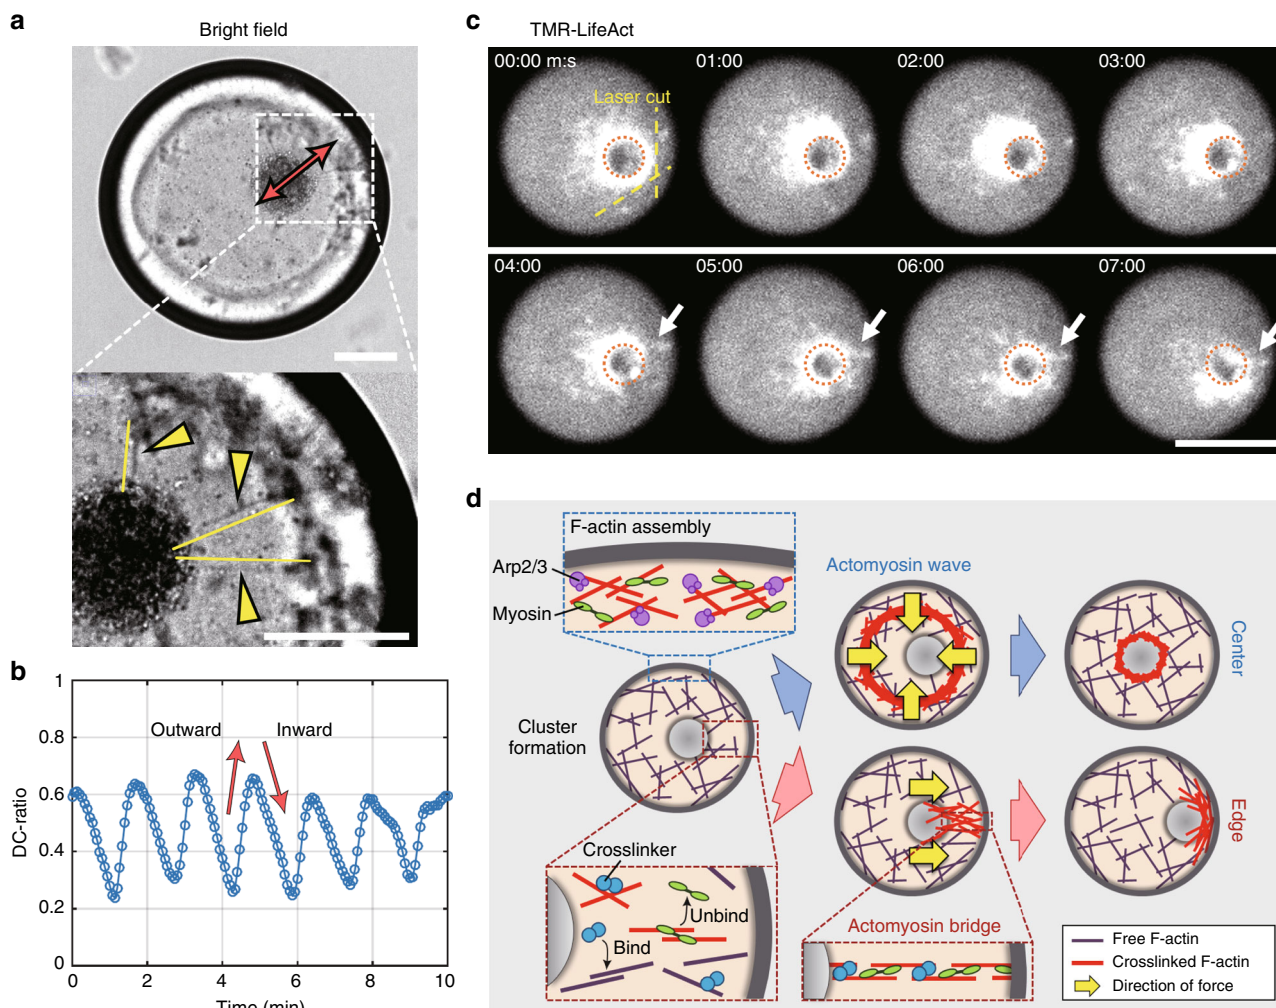 a
Bright field
b
1
0.8
0.6
0.4
0.2
0
DC-ratio
Outward
Inward
0
2
4
6
8
10
Time (min)
c
TMR-LifeAct
00:00 m:s
01:00
02:00
03:00
Laser cut
04:00
05:00
06:00
07:00
d
F-actin assembly
Arp2/3
Myosin
Cluster
formation
Actomyosin wave
Center
Edge
Crosslinker
Unbind
Bind
Actomyosin bridge
Free F-actin
Crosslinked F-actin
Direction of force